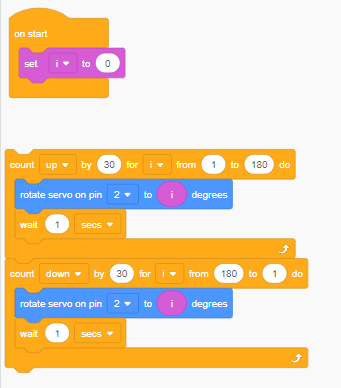 on start
set i to 0
count up by 30 for i from 1 to 180 do
rotate servo on pin 2 to i degrees
wait 1 secs
count down by 30 for i from 180 to 1 do
rotate servo on pin 2 to i degrees
wait 1 secs